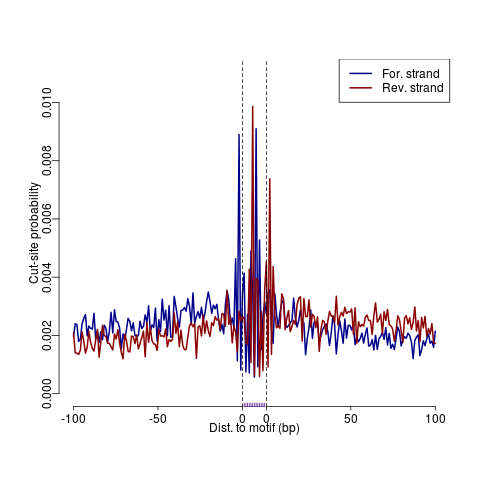 For. strand
Rev. strand
Cut-site probability
0.010
0.008
0.006
0.004
0.002
0.000
-100 -50 0 0 50 100
Dist. to motif (bp)